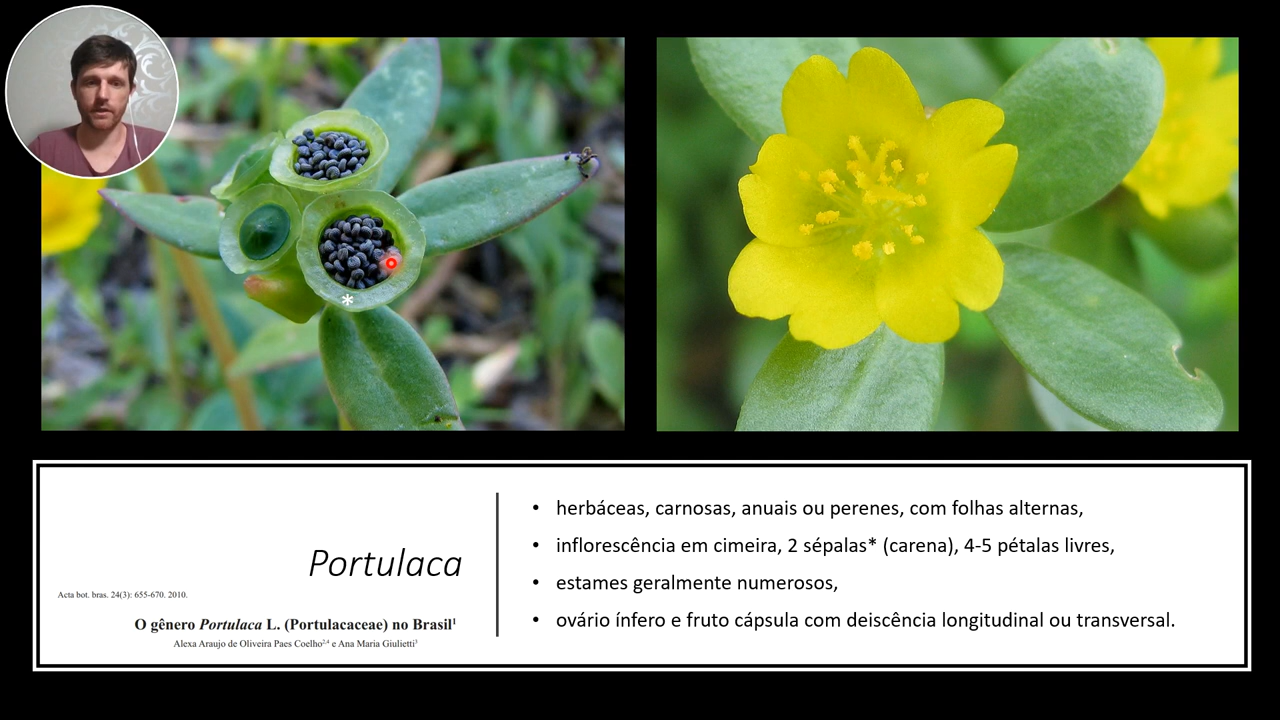 *
Portulaca
Acta bot. bras. 24(3): 655-670. 2010.
O gênero Portulaca L. (Portulacaceae) no Brasil¹
Alexa Araujo de Oliveira Paes Coelho²,⁴ e Ana Maria Giulietti³
• herbáceas, carnosas, anuais ou perenes, com folhas alternas,
• inflorescência em cimeira, 2 sépalas* (carena), 4-5 pétalas livres,
• estames geralmente numerosos,
• ovário ínfero e fruto cápsula com deiscência longitudinal ou transversal.